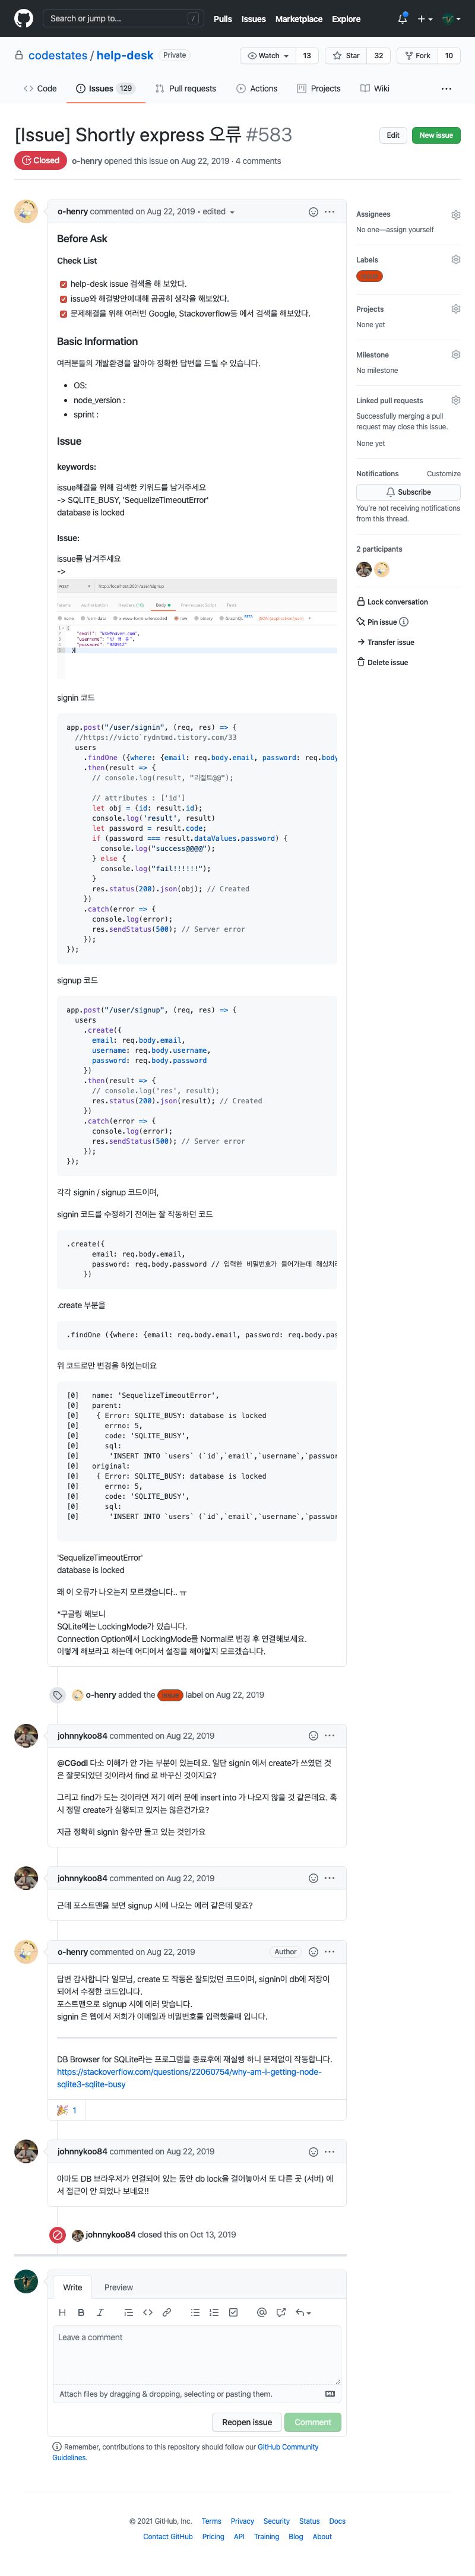 Search or jump to...
/
Pulls
Issues
Marketplace
Explore
codestates / help-desk
Private
Watch
13
Star
32
Fork
10
Code
Issues 129
Pull requests
Actions
Projects
Wiki
[Issue] Shortly express 오류 #583
Edit
New issue
Closed
o-henry opened this issue on Aug 22, 2019 · 4 comments
o-henry commented on Aug 22, 2019 • edited
Before Ask
Check List
help-desk issue 검색을 해 보았다.
issue와 해결방안에대해 곰곰히 생각을 해보았다.
문제해결을 위해 여러번 Google, Stackoverflow등 에서 검색을 해보았다.
Basic Information
여러분들의 개발환경을 알아야 정확한 답변을 드릴 수 있습니다.
OS:
node_version :
sprint :
Issue
keywords:
issue해결을 위해 검색한 키워드를 남겨주세요
-> SQLITE_BUSY, 'SequelizeTimeoutError'
database is locked
Issue:
issue를 남겨주세요
->
POST
Authorization
Headers
Body
Pre-request Script
Tests
none
form-data
x-www-form-urlencoded
raw
binary
GraphQL
signin 코드
app.post("/user/signin", (req, res) => {
//https://victo`rydntmd.tistory.com/33
users
.findOne ({where: {email: req.body.email, password: req.body
.then(result => {
// console.log(result, "리절트@@");
// attributes : ['id']
let obj = {id: result.id};
console.log('result', result)
let password = result.code;
if (password === result.dataValues.password) {
console.log("success@@@@");
} else {
console.log("fail!!!!!!");
}
res.status(200).json(obj); // Created
})
.catch(error => {
console.log(error);
res.sendStatus(500); // Server error
});
});
signup 코드
app.post("/user/signup", (req, res) => {
users
.create({
email: req.body.email,
username: req.body.username,
password: req.body.password
})
.then(result => {
// console.log('res', result);
res.status(200).json(result); // Created
})
.catch(error => {
console.log(error);
res.sendStatus(500); // Server error
});
});
각각 signin / signup 코드이며,
signin 코드를 수정하기 전에는 잘 작동하던 코드
.create({
email: req.body.email,
password: req.body.password // 입력한 비밀번호가 들어가는데 해싱처리
})
.create 부분을
.findOne ({where: {email: req.body.email, password: req.body.pas
위 코드로만 변경을 하였는데요
[0] name: 'SequelizeTimeoutError',
[0] parent:
[0] { Error: SQLITE_BUSY: database is locked
[0] errno: 5,
[0] code: 'SQLITE_BUSY',
[0] sql:
[0] 'INSERT INTO `users` (`id`,`email`,`username`,`passwor
[0] original:
[0] { Error: SQLITE_BUSY: database is locked
[0] errno: 5,
[0] code: 'SQLITE_BUSY',
[0] sql:
[0] 'INSERT INTO `users` (`id`,`email`,`username`,`passwor
'SequelizeTimeoutError'
database is locked
왜 이 오류가 나오는지 모르겠습니다.. ㅠ
*구글링 해보니
SQLite에는 LockingMode가 있습니다.
Connection Option에서 LockingMode를 Normal로 변경 후 연결해보세요.
이렇게 해보라고 하는데 어디에서 설정을 해야할지 모르겠습니다.
o-henry added the label on Aug 22, 2019
johnnykoo84 commented on Aug 22, 2019
@CGodl 다소 이해가 안 가는 부분이 있는데요. 일단 signin 에서 create가 쓰였던 것
은 잘못되었던 것이라서 find 로 바꾸신 것이지요?
그리고 find가 도는 것이라면 저기 에러 문에 insert into 가 나오지 않을 것 같은데요. 혹
시 정말 create가 실행되고 있지는 않은건가요?
지금 정확히 signin 함수만 돌고 있는 것인가요
johnnykoo84 commented on Aug 22, 2019
근데 포스트맨을 보면 signup 시에 나오는 에러 같은데 맞죠?
o-henry commented on Aug 22, 2019
Author
답변 감사합니다 일모님, create 도 작동은 잘되었던 코드이며, signin이 db에 저장이
되어서 수정한 코드입니다.
포스트맨으로 signup 시에 에러 맞습니다.
signin 은 웹에서 저희가 이메일과 비밀번호를 입력했을때 입니다.
DB Browser for SQLite라는 프로그램을 종료후에 재실행 하니 문제없이 작동합니다.
https://stackoverflow.com/questions/22060754/why-am-i-getting-node-
sqlite3-sqlite-busy
1
johnnykoo84 commented on Aug 22, 2019
아마도 DB 브라우저가 연결되어 있는 동안 db lock을 걸어놓아서 또 다른 곳 (서버) 에
서 접근이 안 되었나 보네요!!
johnnykoo84 closed this on Oct 13, 2019
Write
Preview
Leave a comment
Attach files by dragging & dropping, selecting or pasting them.
Reopen issue
Comment
Remember, contributions to this repository should follow our GitHub Community
Guidelines.
Assignees
No one—assign yourself
Labels
Projects
None yet
Milestone
No milestone
Linked pull requests
Successfully merging a pull
request may close this issue.
None yet
Notifications
Customize
Subscribe
You're not receiving notifications
from this thread.
2 participants
Lock conversation
Pin issue
Transfer issue
Delete issue
© 2021 GitHub, Inc.
Terms
Privacy
Security
Status
Docs
Contact GitHub
Pricing
API
Training
Blog
About